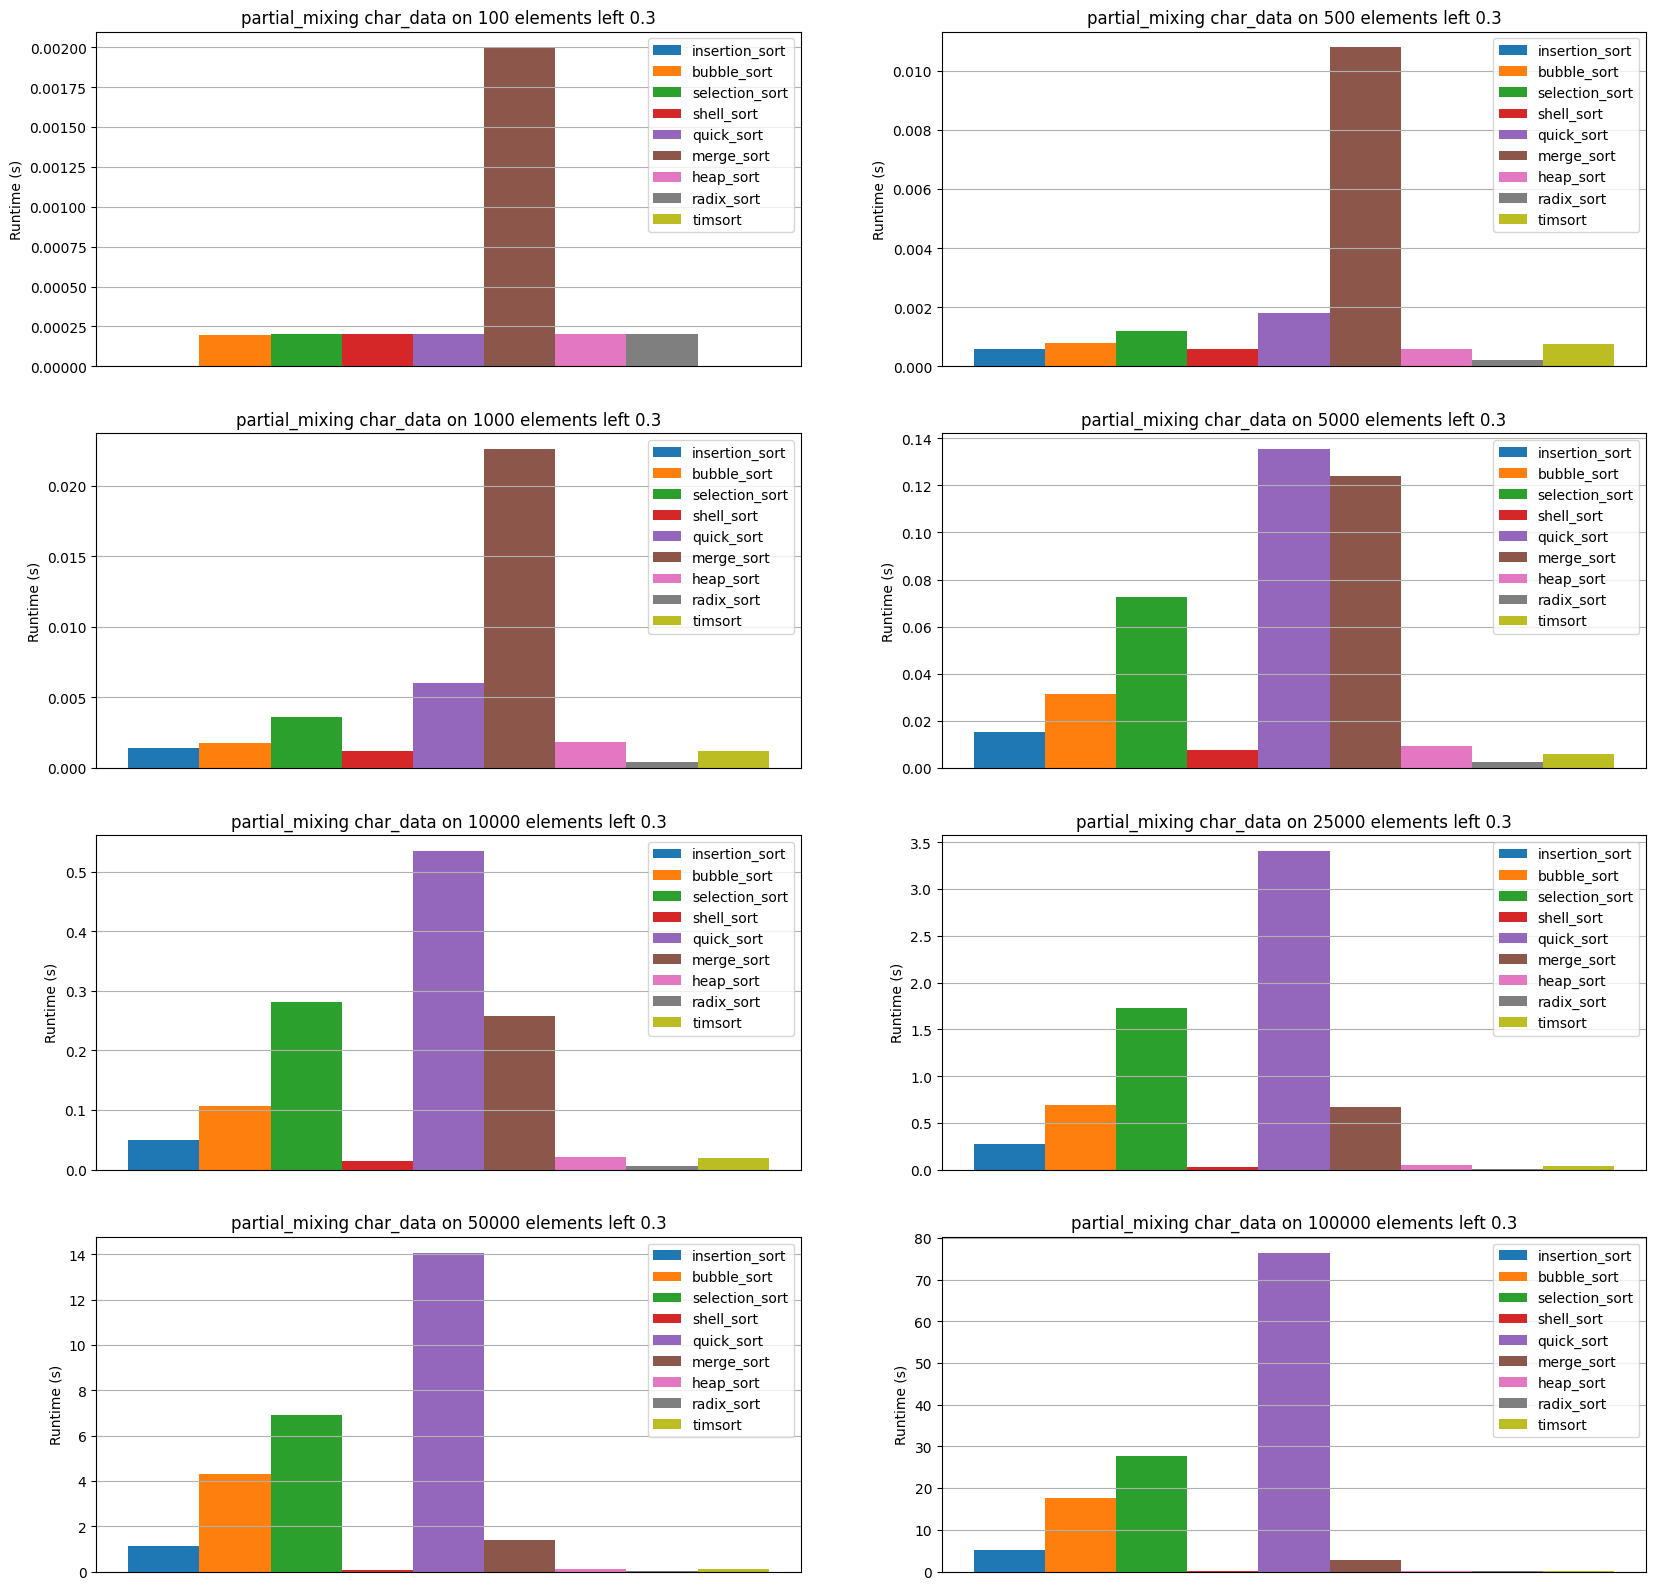 partial_mixing char_data on 100 elements left 0.3
0.00200
0.00175
0.00150
0.00125
0.00100
0.00075
0.00050
0.00025
0.00000
Runtime (s)
insertion_sort
bubble_sort
selection_sort
shell_sort
quick_sort
merge_sort
heap_sort
radix_sort
timsort
partial_mixing char_data on 500 elements left 0.3
0.010
0.008
0.006
0.004
0.002
0.000
Runtime (s)
insertion_sort
bubble_sort
selection_sort
shell_sort
quick_sort
merge_sort
heap_sort
radix_sort
timsort
partial_mixing char_data on 1000 elements left 0.3
0.020
0.015
0.010
0.005
0.000
Runtime (s)
insertion_sort
bubble_sort
selection_sort
shell_sort
quick_sort
merge_sort
heap_sort
radix_sort
timsort
partial_mixing char_data on 5000 elements left 0.3
0.14
0.12
0.10
0.08
0.06
0.04
0.02
0.00
Runtime (s)
insertion_sort
bubble_sort
selection_sort
shell_sort
quick_sort
merge_sort
heap_sort
radix_sort
timsort
partial_mixing char_data on 10000 elements left 0.3
0.5
0.4
0.3
0.2
0.1
0.0
Runtime (s)
insertion_sort
bubble_sort
selection_sort
shell_sort
quick_sort
merge_sort
heap_sort
radix_sort
timsort
partial_mixing char_data on 25000 elements left 0.3
3.5
3.0
2.5
2.0
1.5
1.0
0.5
0.0
Runtime (s)
insertion_sort
bubble_sort
selection_sort
shell_sort
quick_sort
merge_sort
heap_sort
radix_sort
timsort
partial_mixing char_data on 50000 elements left 0.3
14
12
10
8
6
4
2
0
Runtime (s)
insertion_sort
bubble_sort
selection_sort
shell_sort
quick_sort
merge_sort
heap_sort
radix_sort
timsort
partial_mixing char_data on 100000 elements left 0.3
80
70
60
50
40
30
20
10
0
Runtime (s)
insertion_sort
bubble_sort
selection_sort
shell_sort
quick_sort
merge_sort
heap_sort
radix_sort
timsort